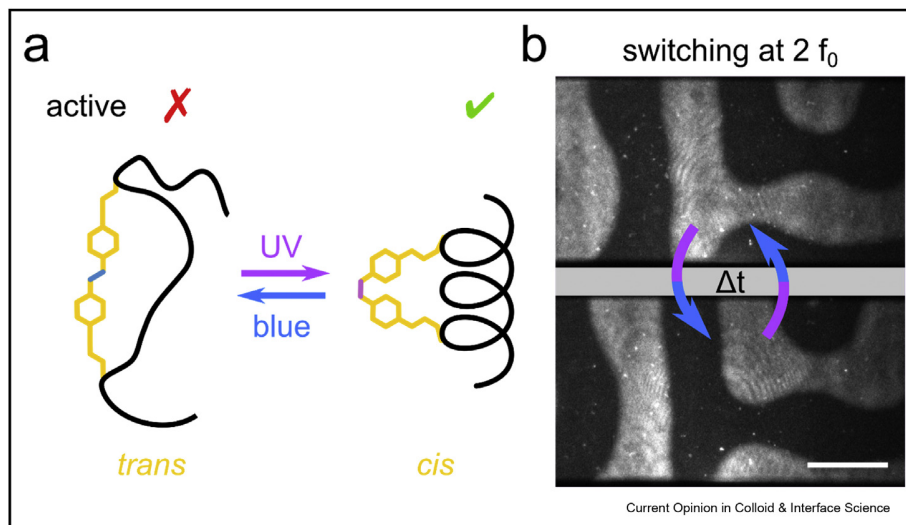 a
active ✗ ✔
UV
blue
trans
cis
b
switching at 2 f₀
Δt
Current Opinion in Colloid & Interface Science